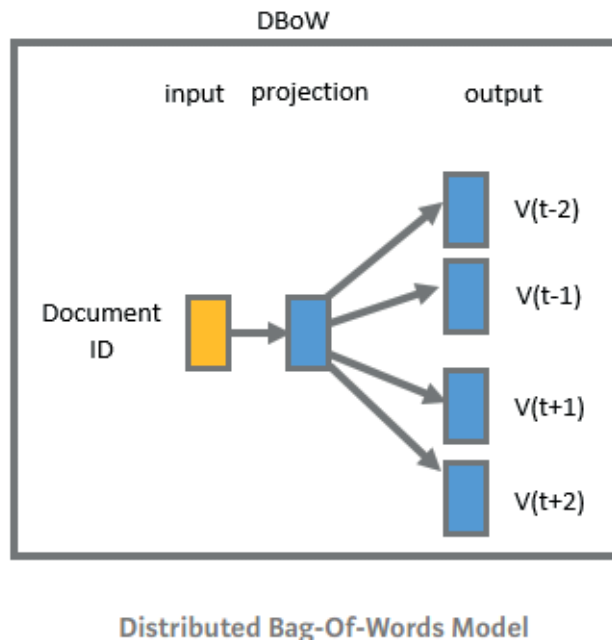 DBoW
input projection output
V(t-2)
V(t-1)
Document
ID
V(t+1)
V(t+2)
Distributed Bag-Of-Words Model